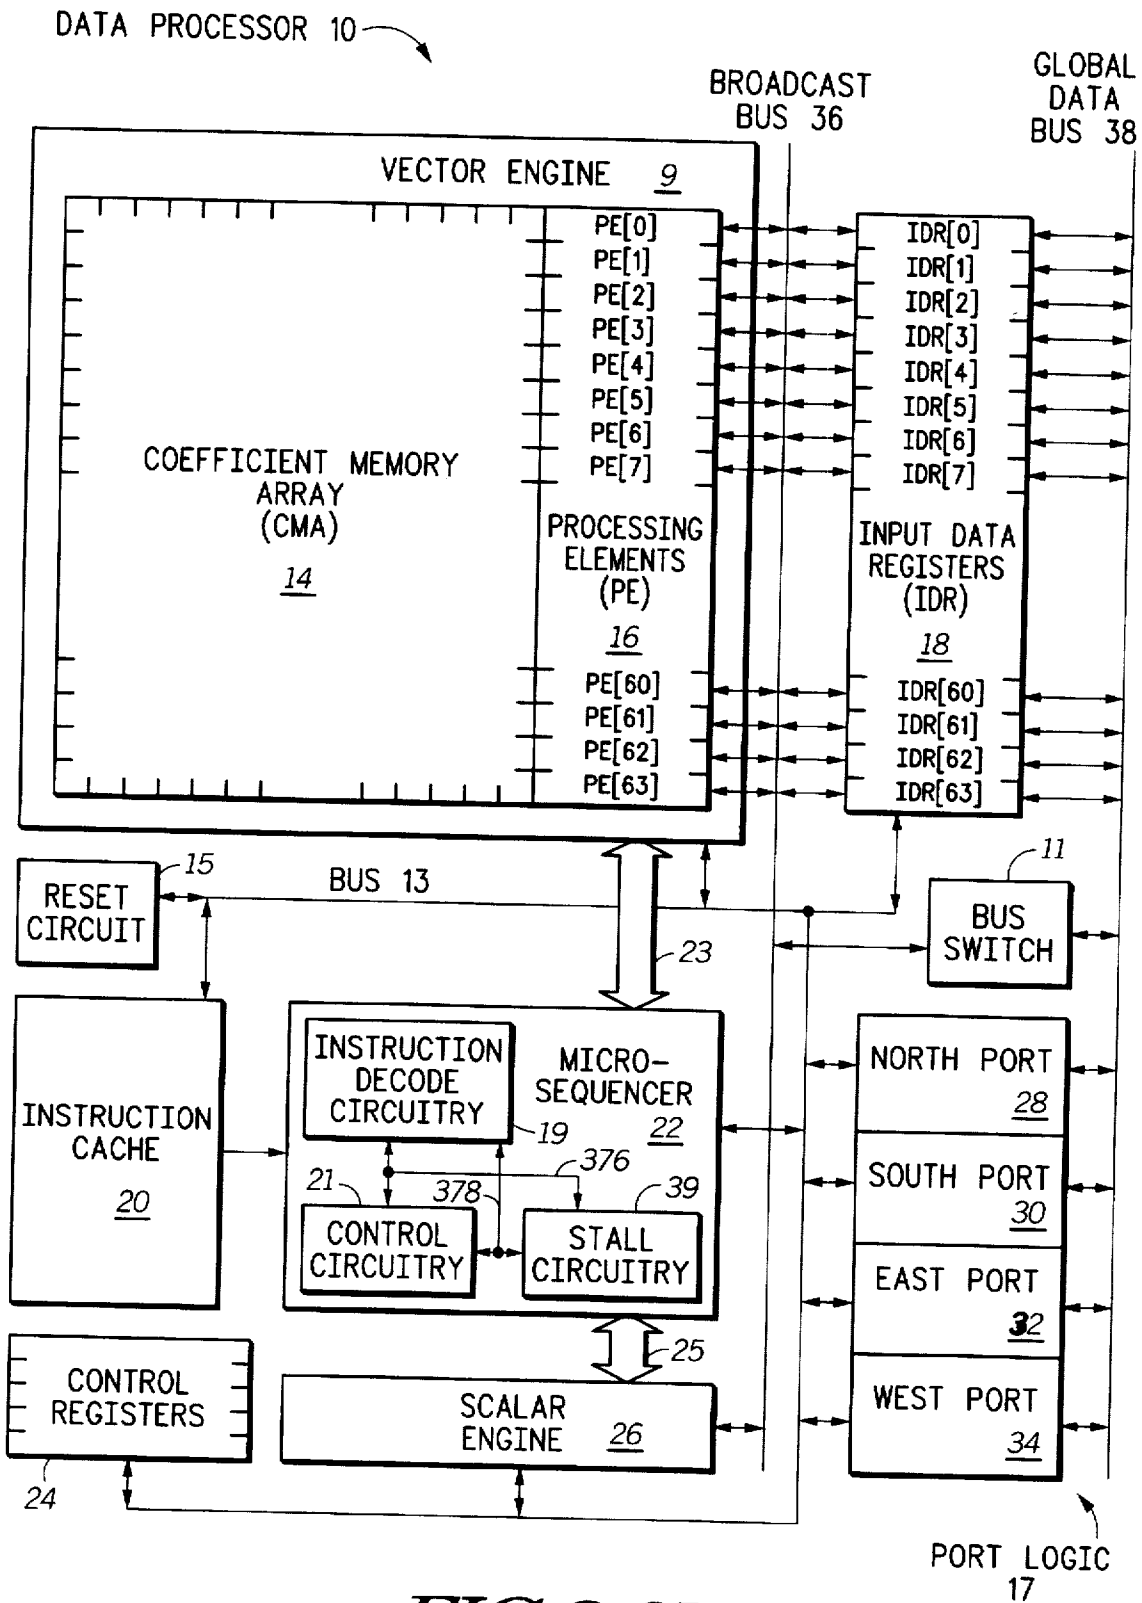 DATA PROCESSOR 10
BROADCAST
BUS 36
GLOBAL
DATA
BUS 38
VECTOR ENGINE 9
COEFFICIENT MEMORY
ARRAY
(CMA)
14
PE[0]
PE[1]
PE[2]
PE[3]
PE[4]
PE[5]
PE[6]
PE[7]
PROCESSING
ELEMENTS
(PE)
16
PE[60]
PE[61]
PE[62]
PE[63]
IDR[0]
IDR[1]
IDR[2]
IDR[3]
IDR[4]
IDR[5]
IDR[6]
IDR[7]
INPUT DATA
REGISTERS
(IDR)
18
IDR[60]
IDR[61]
IDR[62]
IDR[63]
15
RESET
CIRCUIT
BUS 13
23
11
BUS
SWITCH
INSTRUCTION
CACHE
20
INSTRUCTION
DECODE
CIRCUITRY
19
MICRO-
SEQUENCER
22
376
378
21
CONTROL
CIRCUITRY
39
STALL
CIRCUITRY
NORTH PORT
28
SOUTH PORT
30
EAST PORT
32
WEST PORT
34
25
CONTROL
REGISTERS
24
SCALAR
ENGINE
26
PORT LOGIC
17